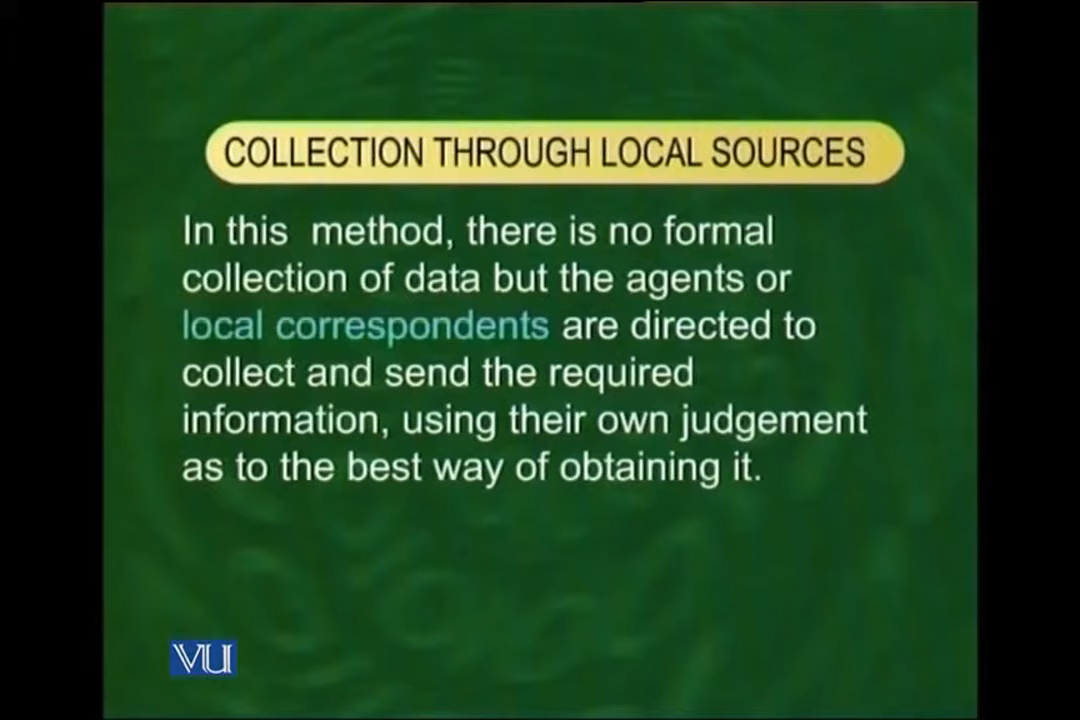 COLLECTION THROUGH LOCAL SOURCES
In this method, there is no formal
collection of data but the agents or
local correspondents are directed to
collect and send the required
information, using their own judgement
as to the best way of obtaining it.
VU